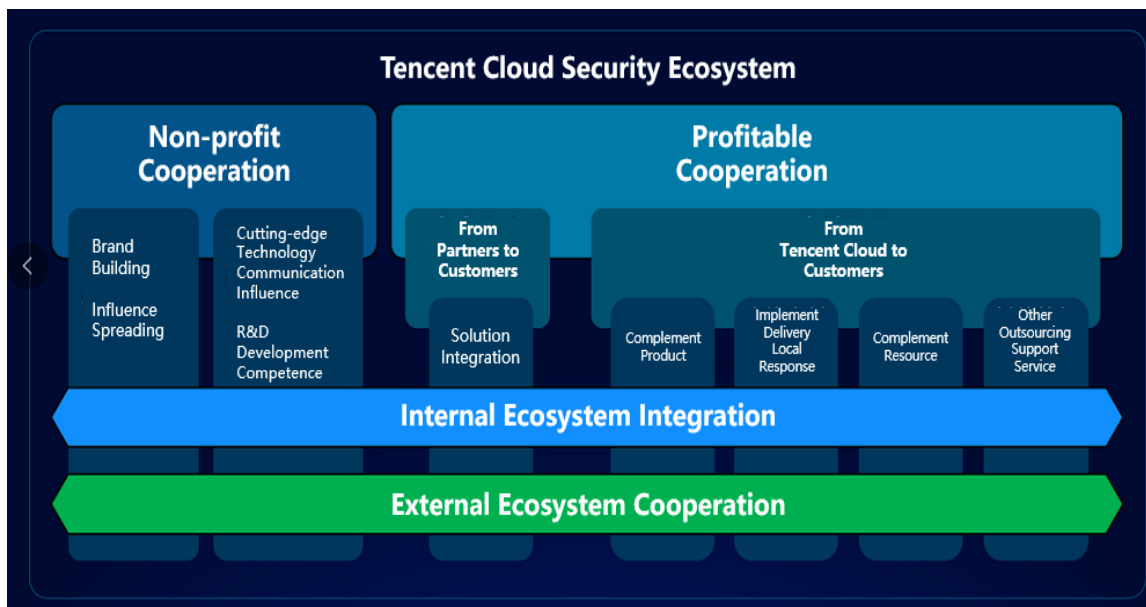 Tencent Cloud Security Ecosystem
Non-profit
Cooperation
Profitable
Cooperation
Brand
Building
Influence
Spreading
Cutting-edge
Technology
Communication
Influence
R&D
Development
Competence
From
Partners to
Customers
Solution
Integration
From
Tencent Cloud to
Customers
Complement
Product
Implement
Delivery
Local
Response
Complement
Resource
Other
Outsourcing
Support
Service
Internal Ecosystem Integration
External Ecosystem Cooperation